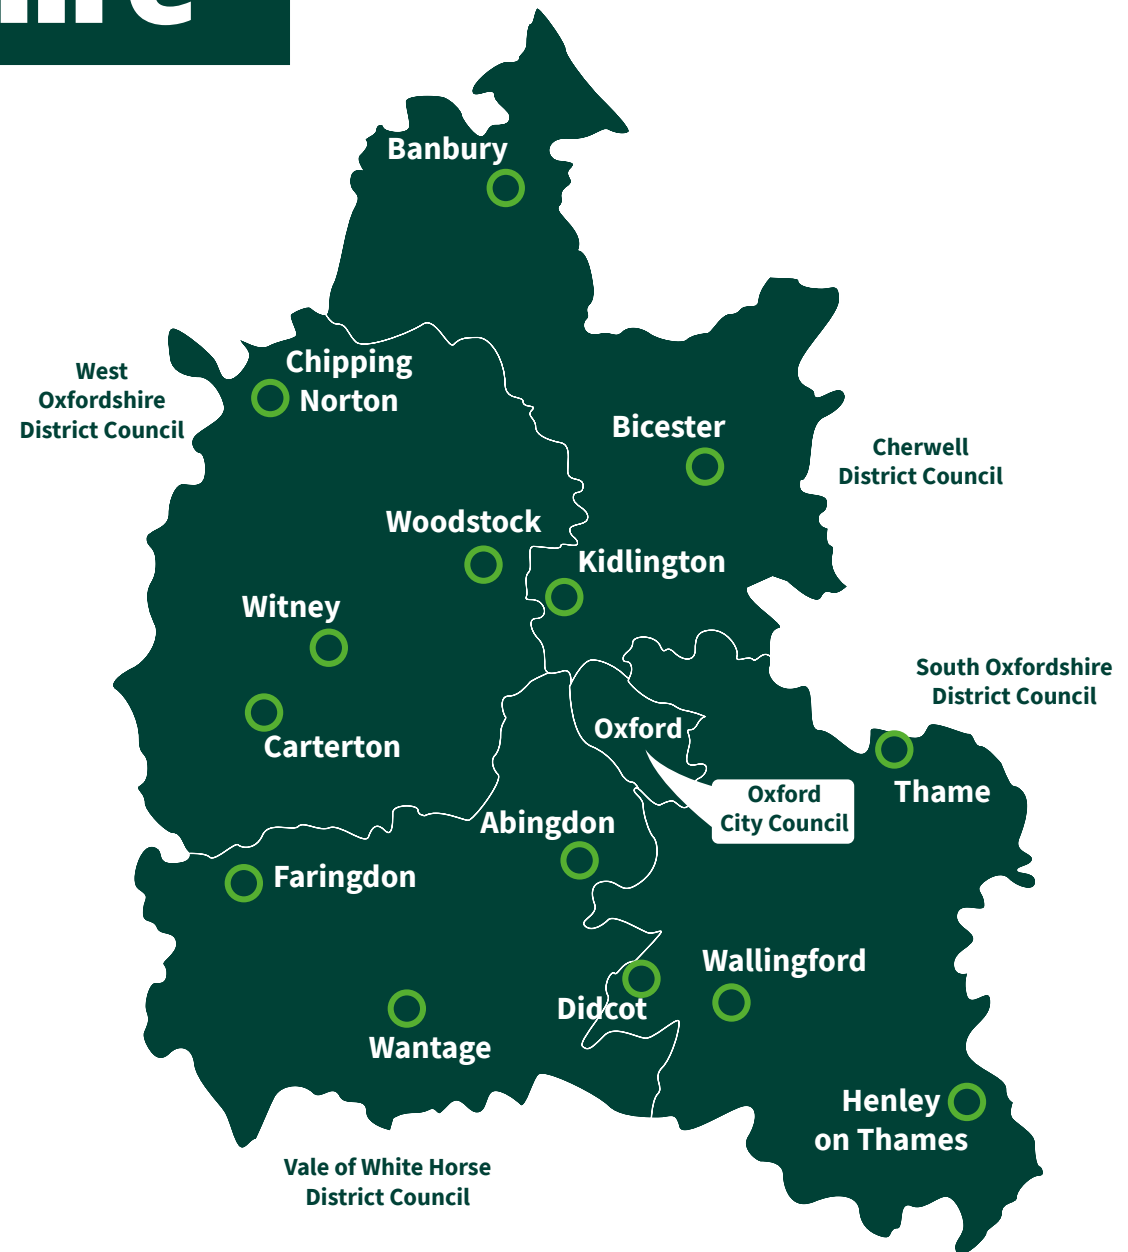 Banbury
Chipping
Norton
West
Oxfordshire
District Council
Bicester
Cherwell
District Council
Woodstock
Kidlington
Witney
South Oxfordshire
District Council
Carterton
Oxford
Thame
Oxford
City Council
Abingdon
Faringdon
Wallingford
Didcot
Wantage
Henley
on Thames
Vale of White Horse
District Council